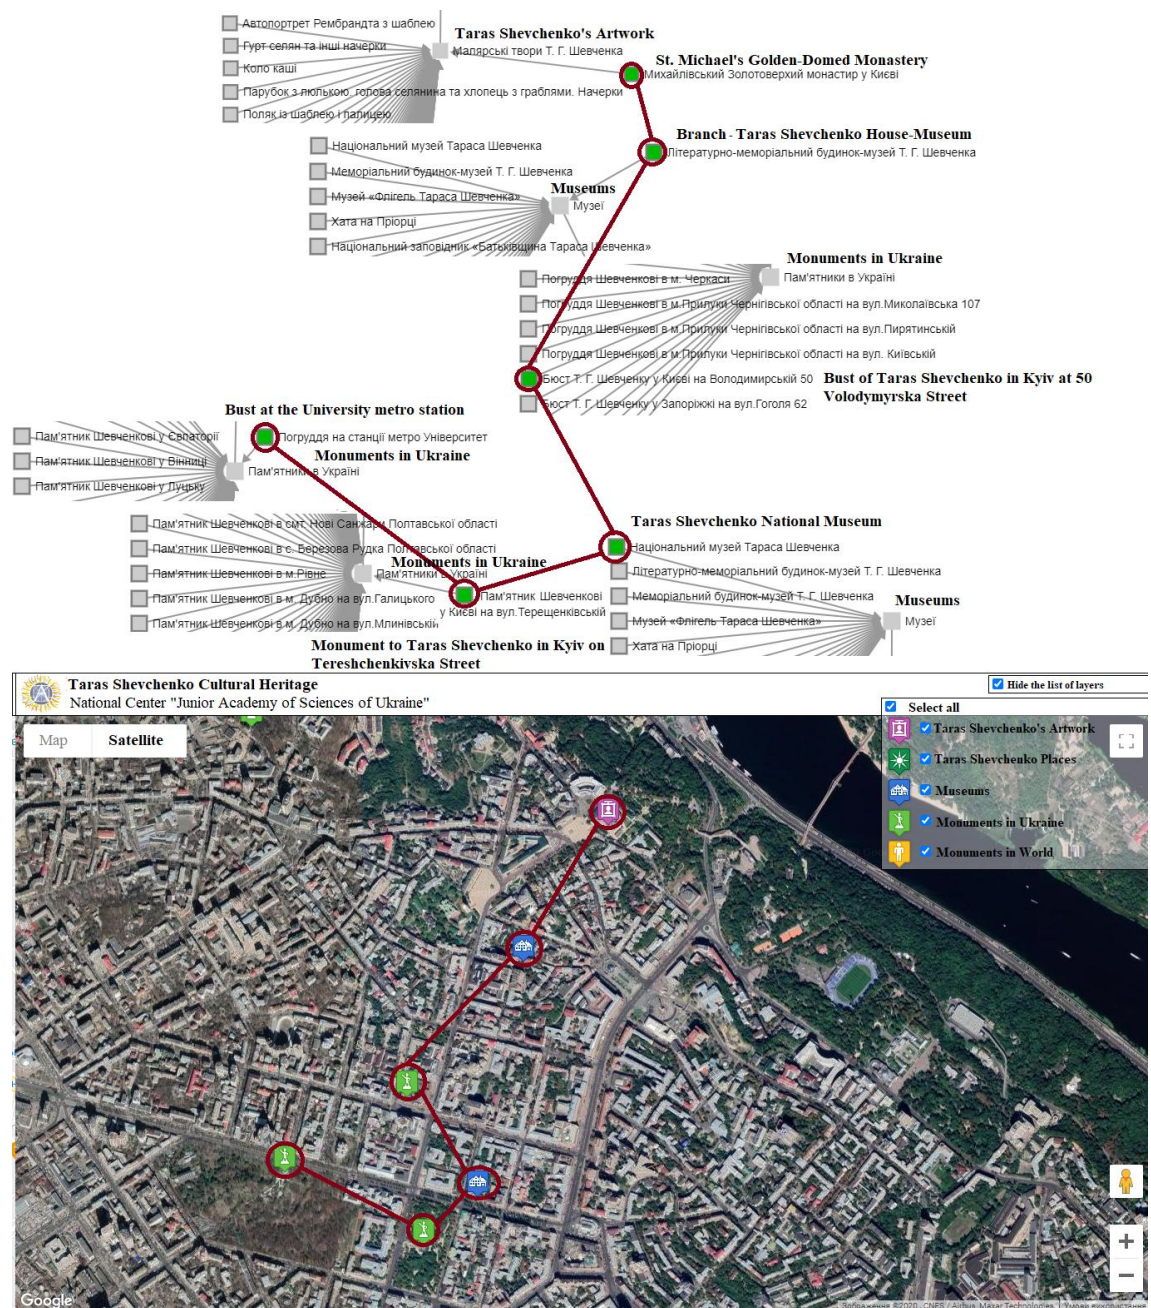 Автопортрет Рембрандта з шаблею
Taras Shevchenko's Artwork
Гурт селян та інші начерки
Малярські твори Т. Г. Шевченка
St. Michael's Golden-Domed Monastery
Коло каші
Михайлівський Золотоверхий монастир у Києві
Парубок з люлькою, голова селянина та хлопець з граблями. Начерки
Поляк із шаблею і палицею
Branch - Taras Shevchenko House-Museum
Національний музей Тараса Шевченка
Літературно-меморіальний будинок-музей Т. Г. Шевченка
Меморіальний будинок-музей Т. Г. Шевченка
Museums
Музей «Флігель Тараса Шевченка»
Музеї
Хата на Пріорці
Національний заповідник «Батьківщина Тараса Шевченка»
Monuments in Ukraine
Погруддя Шевченкові в м. Черкаси
Пам'ятники в Україні
Погруддя Шевченкові в м.Прилуки Чернігівської області на вул.Миколаївська 107
Погруддя Шевченкові в м.Прилуки Чернігівської області на вул.Пирятинській
Погруддя Шевченкові в м.Прилуки Чернігівської області на вул. Київській
Бюст Т. Г. Шевченку у Києві на Володимирській 50
Bust of Taras Shevchenko in Kyiv at 50
Volodymyrska Street
Бюст Т. Г. Шевченку у Запоріжжі на вул.Гоголя 62
Bust at the University metro station
Пам'ятник Шевченкові у Євпаторії
Погруддя на станції метро Університет
Monuments in Ukraine
Пам'ятник Шевченкові у Вінниці
Пам'ятники в Україні
Пам'ятник Шевченкові у Луцьку
Пам'ятник Шевченкові в смт. Нові Санжари Полтавської області
Taras Shevchenko National Museum
Пам'ятник Шевченкові в с. Березова Рудка Полтавської області
Національний музей Тараса Шевченка
Monuments in Ukraine
Пам'ятник Шевченкові в м.Рівне
Пам'ятники в Україні
Літературно-меморіальний будинок-музей Т. Г. Шевченка
Пам'ятник Шевченкові в м. Дубно на вул.Галицького
Пам'ятник Шевченкові
у Києві на вул.Терещенківській
Меморіальний будинок-музей Т. Г. Шевченка
Museums
Пам'ятник Шевченкові в м. Дубно на вул.Млинівській
Музей «Флігель Тараса Шевченка»
Музеї
Monument to Taras Shevchenko in Kyiv on
Tereshchenkivska Street
Хата на Пріорці
Taras Shevchenko Cultural Heritage
National Center "Junior Academy of Sciences of Ukraine"
Hide the list of layers
Select all
Map
Satellite
Taras Shevchenko's Artwork
Taras Shevchenko Places
Museums
Monuments in Ukraine
Monuments in World
Google
Зображення ©2020 , CNES / Airbus, Maxar Technologies
Умови використання